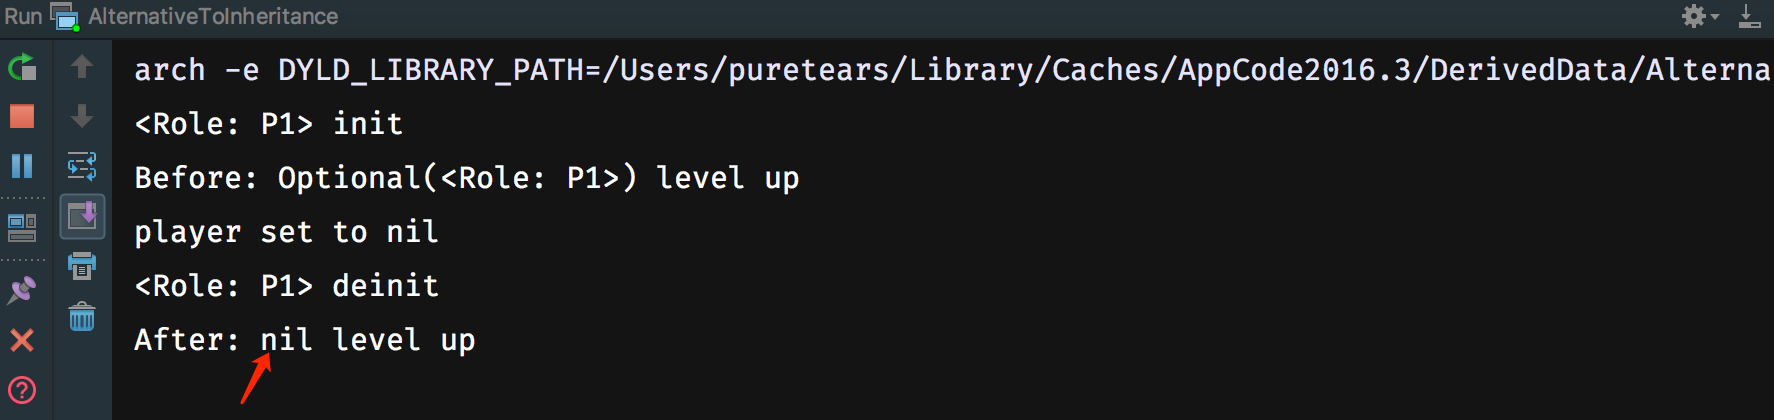 Run AlternativeToInheritance
arch -e DYLD_LIBRARY_PATH=/Users/puretears/Library/Caches/AppCode2016.3/DerivedData/Alterna
<Role: P1> init
Before: Optional(<Role: P1>) level up
player set to nil
<Role: P1> deinit
After: nil level up